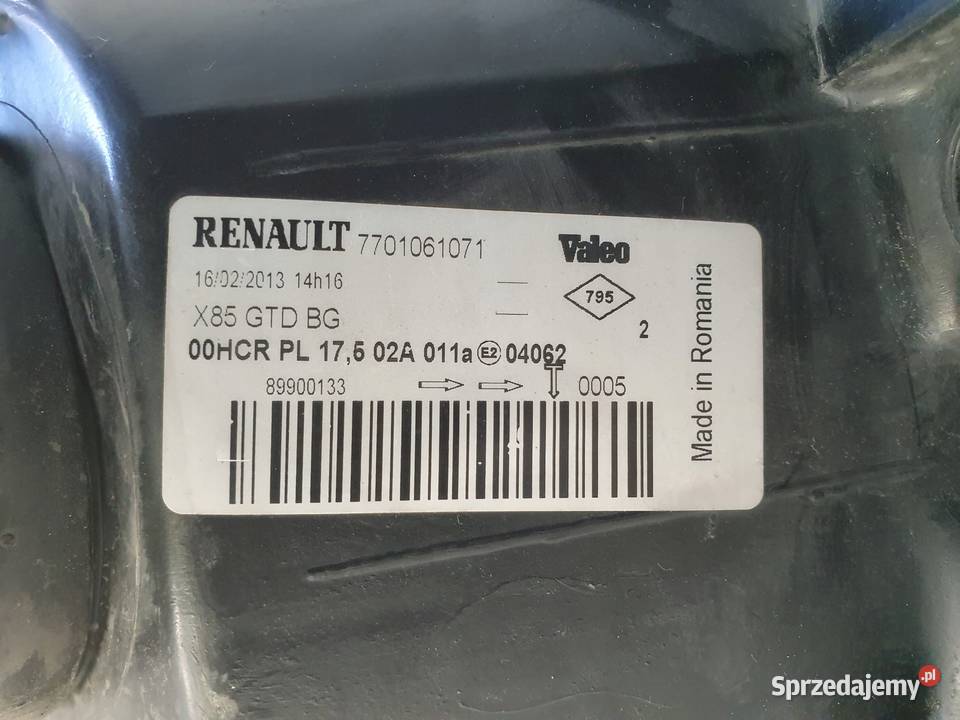 RENAULT 7701061071 Valeo
16/02/2013 14h16
795
X85 GTD BG
2
00HCR PL 17,5 02A 011a E2 04062
89900133 0005
Made in Romania
Sprzedajemy.pl